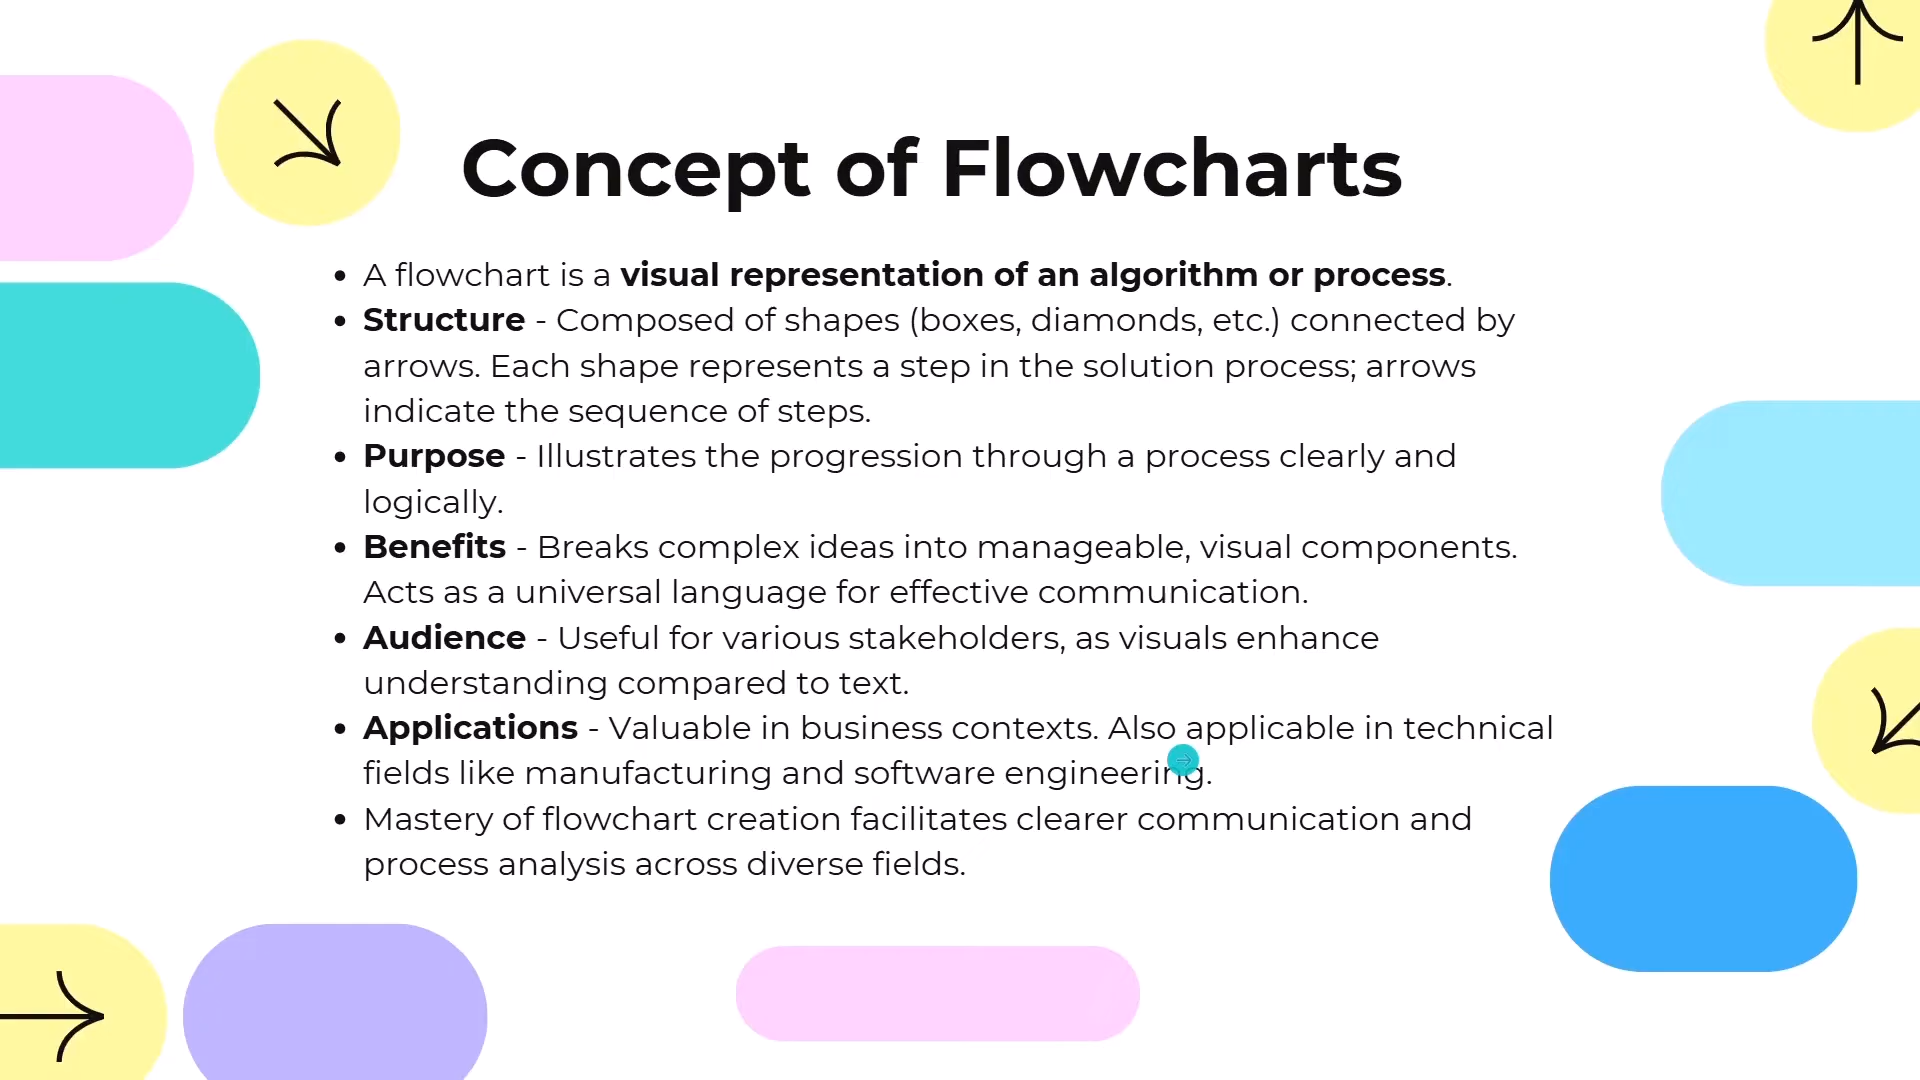 Concept of Flowcharts
• A flowchart is a visual representation of an algorithm or process.
• Structure - Composed of shapes (boxes, diamonds, etc.) connected by
arrows. Each shape represents a step in the solution process; arrows
indicate the sequence of steps.
• Purpose - Illustrates the progression through a process clearly and
logically.
• Benefits - Breaks complex ideas into manageable, visual components.
Acts as a universal language for effective communication.
• Audience - Useful for various stakeholders, as visuals enhance
understanding compared to text.
• Applications - Valuable in business contexts. Also applicable in technical
fields like manufacturing and software engineering.
• Mastery of flowchart creation facilitates clearer communication and
process analysis across diverse fields.